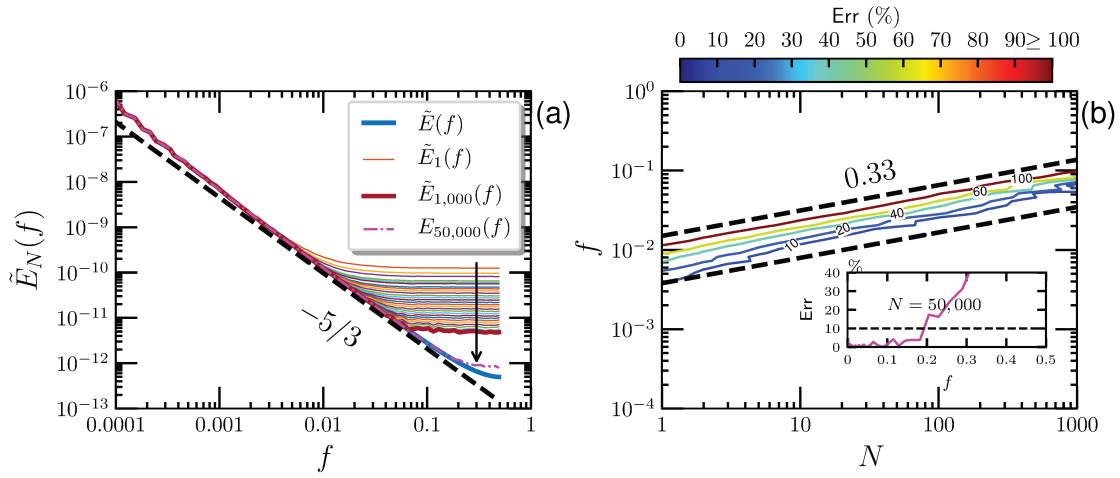 (a)
10^{-6}
10^{-7}
10^{-8}
10^{-9}
10^{-10}
10^{-11}
10^{-12}
10^{-13}
Ẽ_N(f)
Ẽ(f)
Ẽ_1(f)
Ẽ_{1,000}(f)
E_{50,000}(f)
−5/3
0.0001 0.001 0.01 0.1 1
f
Err (%)
0 10 20 30 40 50 60 70 80 90≥ 100
(b)
10^0
10^{-1}
10^{-2}
10^{-3}
10^{-4}
f
0.33
100
60
40
20
10
%
Err
40
30
20
10
0
N = 50,000
0 0.1 0.2 0.3 0.4 0.5
f
1 10 100 1000
N